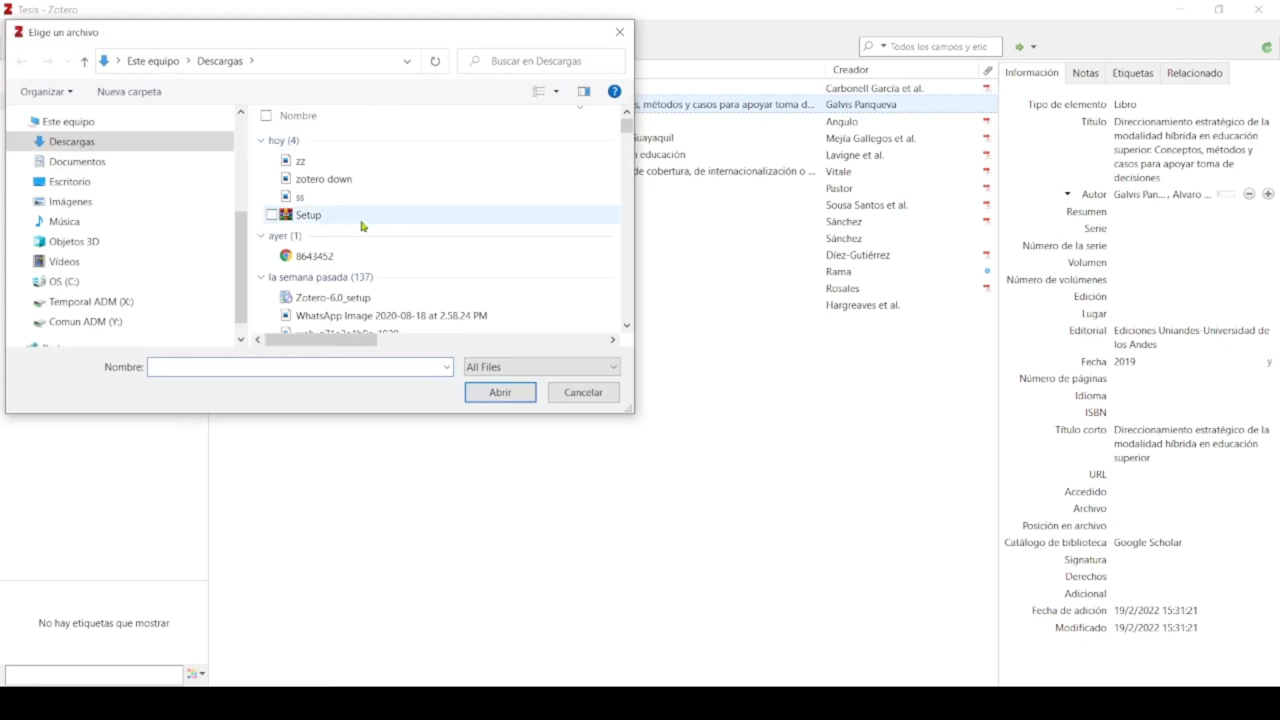 Tesis - Zotero
Elige un archivo
Este equipo
Descargas
Buscar en Descargas
Todos los campos y etic
Organizar
Nueva carpeta
Este equipo
Descargas
Documentos
Escritorio
Imágenes
Música
Objetos 3D
Vídeos
OS (C:)
Temporal ADM (X:)
Comun ADM (Y:)
Nombre
hoy (4)
zz
zotero down
ss
Setup
ayer (1)
8643452
la semana pasada (137)
Zotero-6.0_setup
WhatsApp Image 2020-08-18 at 2.58.24 PM
Nombre:
All Files
Abrir
Cancelar
Creador
Carbonell García et al.
s, métodos y casos para apoyar toma d... Galvis Panqueva
Angulo
Guayaquil Mejía Gallegos et al.
n educación Lavigne et al.
de cobertura, de internacionalización o ... Vitale
Pastor
Sousa Santos et al.
Sánchez
Sánchez
Díez-Gutiérrez
Rama
Rosales
Hargreaves et al.
Información Notas Etiquetas Relacionado
Tipo de elemento Libro
Título Direccionamiento estratégico de la
modalidad híbrida en educación
superior: Conceptos, métodos y
casos para apoyar toma de
decisiones
Autor Galvis Pan... , Alvaro ...
Resumen
Serie
Número de la serie
Volumen
Número de volúmenes
Edición
Lugar
Editorial Ediciones Uniandes-Universidad de
los Andes
Fecha 2019 y
Número de páginas
Idioma
ISBN
Título corto Direccionamiento estratégico de la
modalidad híbrida en educación
superior
URL
Accedido
Archivo
Posición en archivo
Catálogo de biblioteca Google Scholar
Signatura
Derechos
Adicional
Fecha de adición 19/2/2022 15:31:21
Modificado 19/2/2022 15:31:21
No hay etiquetas que mostrar